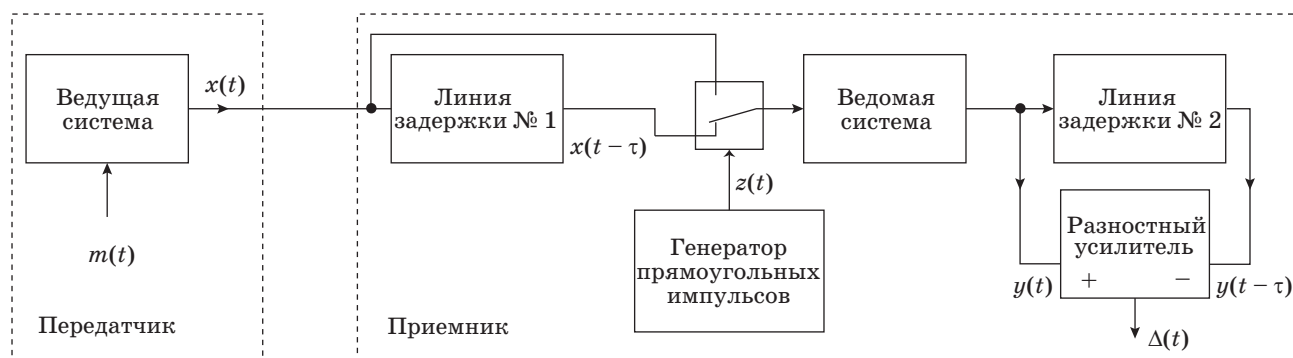 Ведущая
система
x(t)
m(t)
Передатчик
Линия
задержки № 1
x(t − τ)
z(t)
Генератор
прямоугольных
импульсов
Приемник
Ведомая
система
Линия
задержки № 2
Разностный
усилитель
+ −
y(t)
y(t − τ)
Δ(t)